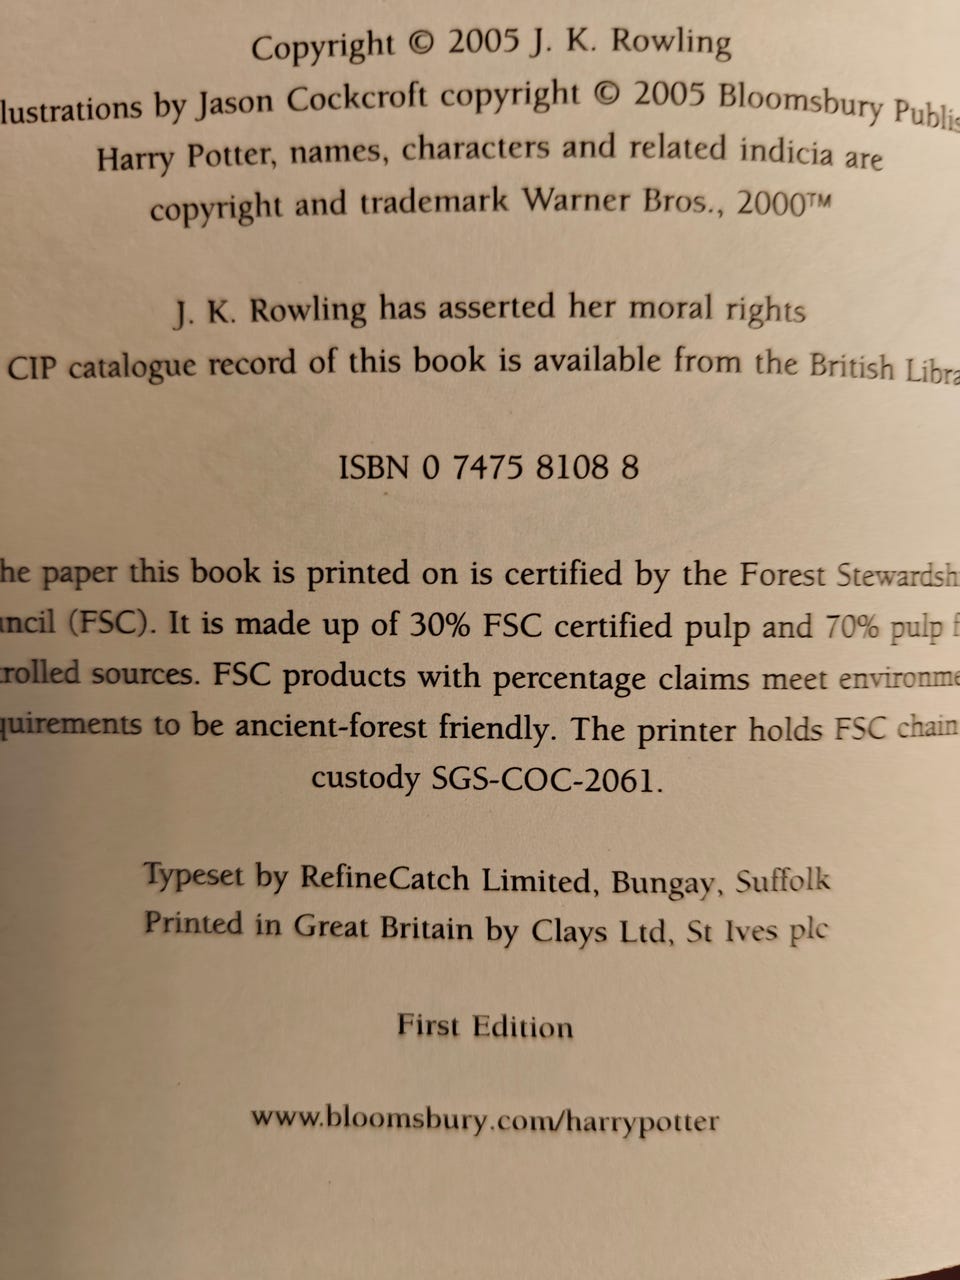 Copyright © 2005 J. K. Rowling
lustrations by Jason Cockcroft copyright © 2005 Bloomsbury Publis
Harry Potter, names, characters and related indicia are
copyright and trademark Warner Bros., 2000™
J. K. Rowling has asserted her moral rights
CIP catalogue record of this book is available from the British Libra
ISBN 0 7475 8108 8
he paper this book is printed on is certified by the Forest Stewardsh
ncil (FSC). It is made up of 30% FSC certified pulp and 70% pulp f
rolled sources. FSC products with percentage claims meet environme
quirements to be ancient-forest friendly. The printer holds FSC chain
custody SGS-COC-2061.
Typeset by RefineCatch Limited, Bungay, Suffolk
Printed in Great Britain by Clays Ltd, St Ives plc
First Edition
www.bloomsbury.com/harrypotter